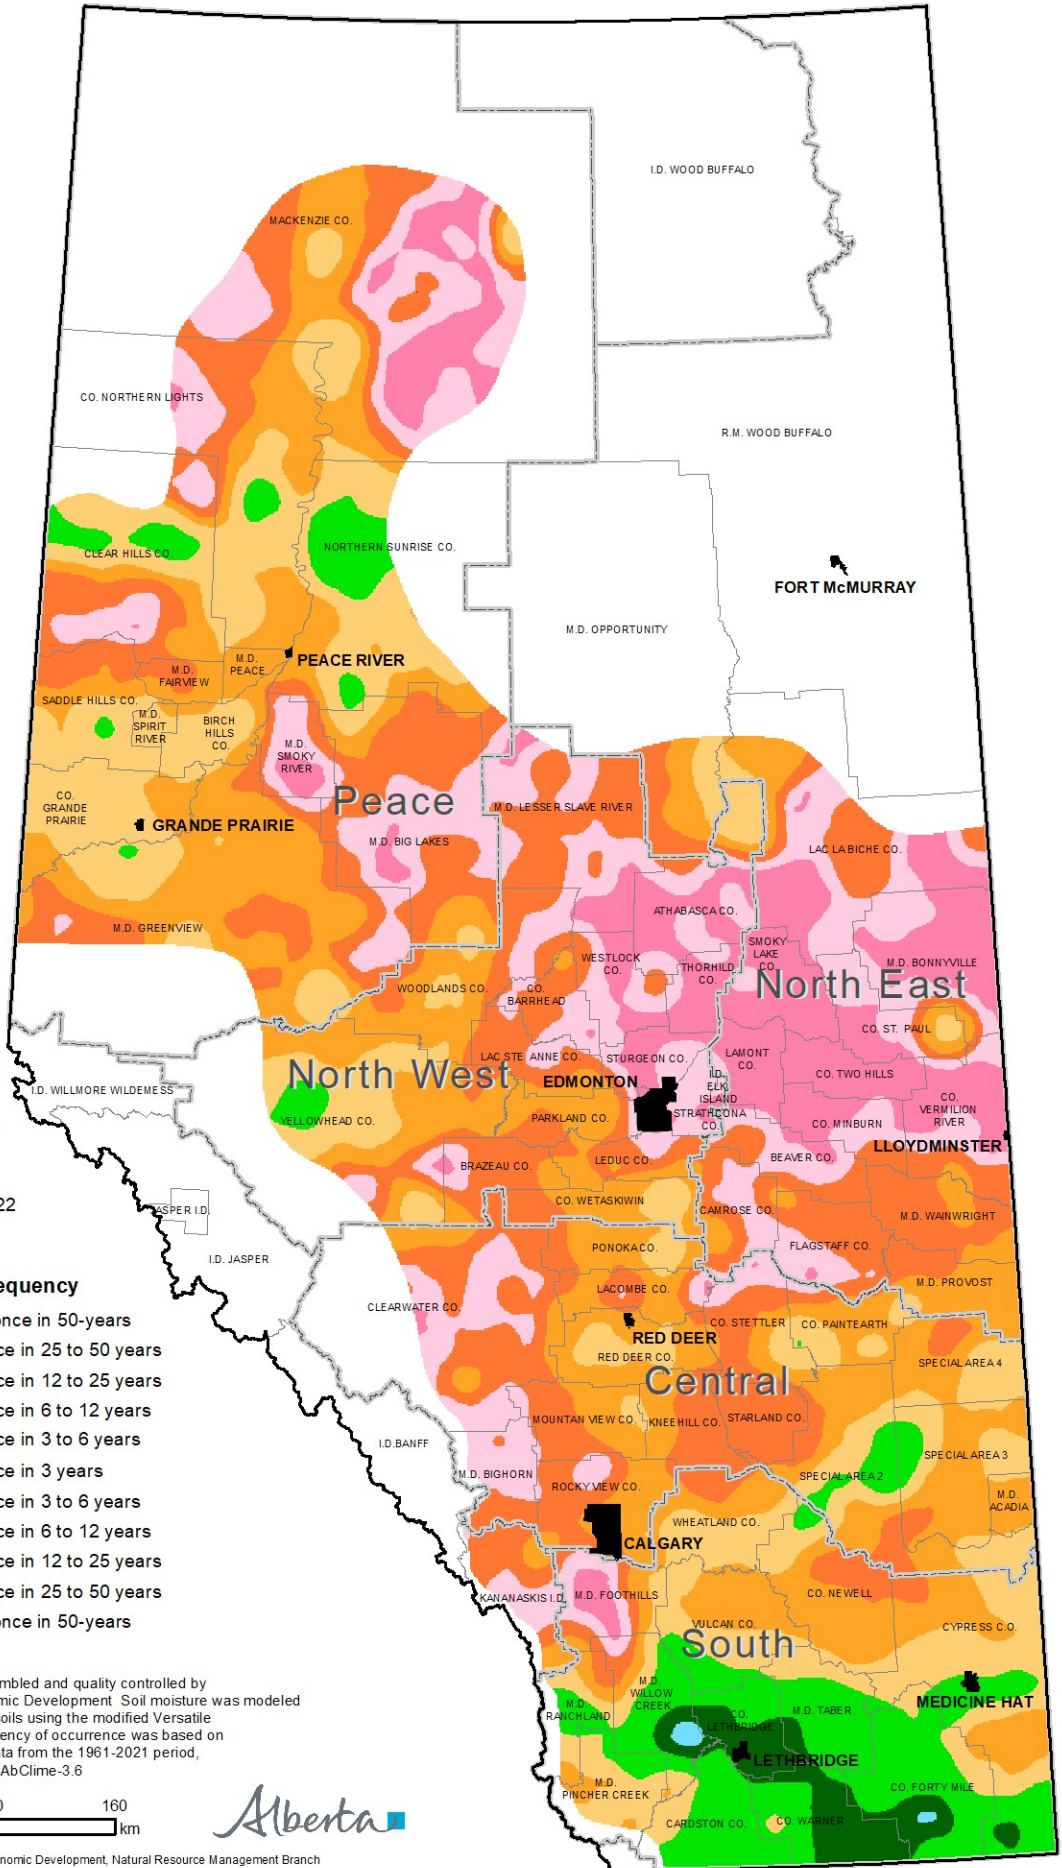 I.D. WOOD BUFFALO
MACKENZIE CO.
CO. NORTHERN LIGHTS
R.M. WOOD BUFFALO
CLEAR HILLS CO.
NORTHERN SUNRISE CO.
FORT McMURRAY
M.D. OPPORTUNITY
PEACE RIVER
M.D.
PEACE
M.D.
FAIRVIEW
SADDLE HILLS CO.
M.D.
SPIRIT
RIVER
BIRCH
HILLS
CO.
M.D.
SMOKY
RIVER
CO.
GRANDE
PRAIRIE
Peace
M.D. LESSER SLAVE RIVER
GRANDE PRAIRIE
M.D. BIG LAKES
LAC LA BICHE CO.
ATHABASCA CO.
M.D. GREENVIEW
WESTLOCK
CO.
THORHILD
CO.
SMOKY
LAKE
CO.
M.D. BONNYVILLE
North East
WOODLANDS CO.
CO.
BARRHEAD
CO. ST. PAUL
LAC STE ANNE CO.
STURGEON CO.
LAMONT
CO.
North West
EDMONTON
CO. TWO HILLS
I.D.
ELK
ISLAND
I.D. WILLMORE WILDEMESS
YELLOWHEAD CO.
PARKLAND CO.
STRATHCONA
CO.
CO. MINBURN
CO.
VERMILION
RIVER
LLOYDMINSTER
BRAZEAU CO.
LEDUC CO.
BEAVER CO.
22
JASPER I.D.
CO. WETASKIWIN
CAMROSE CO.
M.D. WAINWRIGHT
I.D. JASPER
PONOKA CO.
FLAGSTAFF CO.
M.D. PROVOST
equency
LACOMBE CO.
CLEARWATER CO.
once in 50-years
CO. STETTLER
CO. PAINTEARTH
RED DEER
ce in 25 to 50 years
RED DEER CO.
SPECIAL AREA 4
ce in 12 to 25 years
Central
ce in 6 to 12 years
MOUNTAIN VIEW CO.
KNEEHILL CO.
STARLAND CO.
ce in 3 to 6 years
I.D.BANFF
SPECIAL AREA 3
ce in 3 years
M.D. BIGHORN
SPECIAL AREA 2
ROCKY VIEW CO.
M.D.
ACADIA
ce in 3 to 6 years
WHEATLAND CO.
ce in 6 to 12 years
CALGARY
ce in 12 to 25 years
ce in 25 to 50 years
KANANASKIS I.D.
M.D. FOOTHILLS
CO. NEWELL
once in 50-years
VULCAN CO.
CYPRESS C.O.
South
mbled and quality controlled by
mic Development Soil moisture was modeled
soils using the modified Versatile
ency of occurrence was based on
ta from the 1961-2021 period,
AbClime-3.6
M.D.
WILLOW
CREEK
M.D.
RANCHLAND
MEDICINE HAT
CO.
LETHBRIDGE
M.D. TABER
LETHBRIDGE
M.D.
PINCHER CREEK
CO. FORTY MILE
0 160
km
Alberta
CARDSTON CO.
CO. WARNER
nomic Development, Natural Resource Management Branch